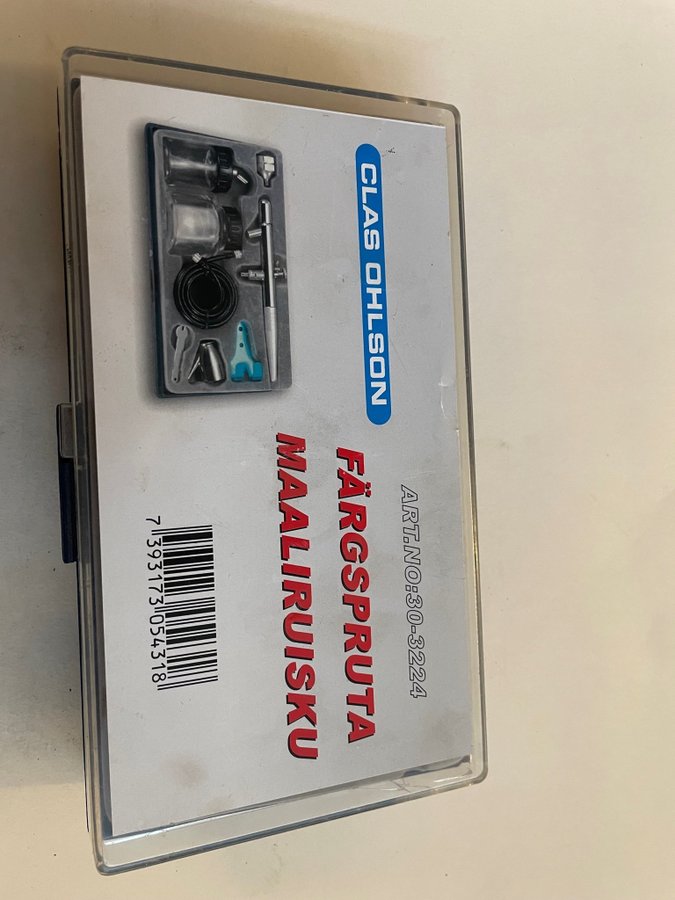 CLAS OHLSON
ART.NO:30-3224
FÄRGSPRUTA
MAALIRUISKU
7 393173 054318